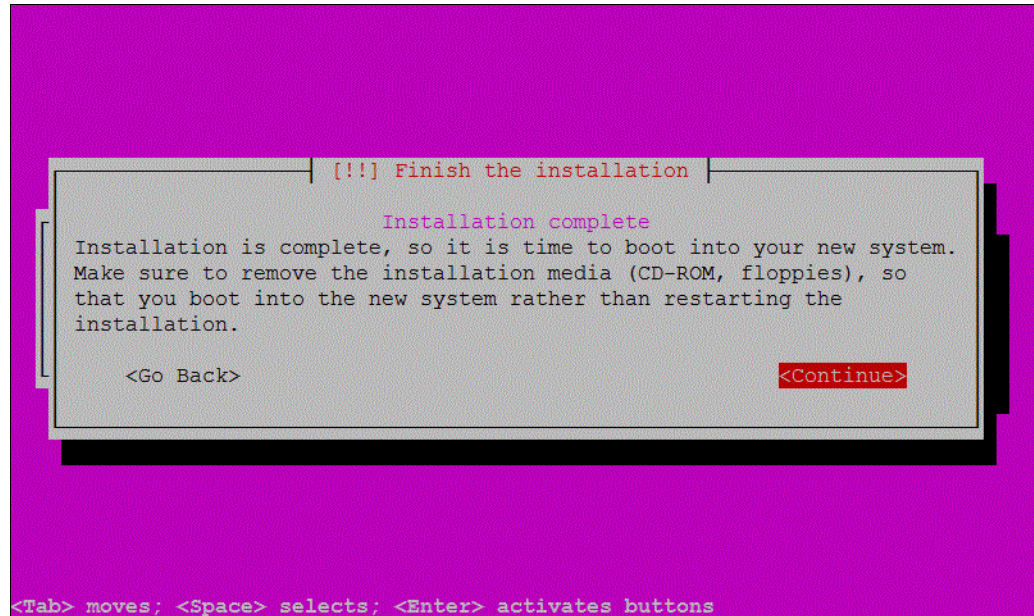 [!!] Finish the installation
Installation complete
Installation is complete, so it is time to boot into your new system.
Make sure to remove the installation media (CD-ROM, floppies), so
that you boot into the new system rather than restarting the
installation.
<Go Back> <Continue>
<Tab> moves; <Space> selects; <Enter> activates buttons